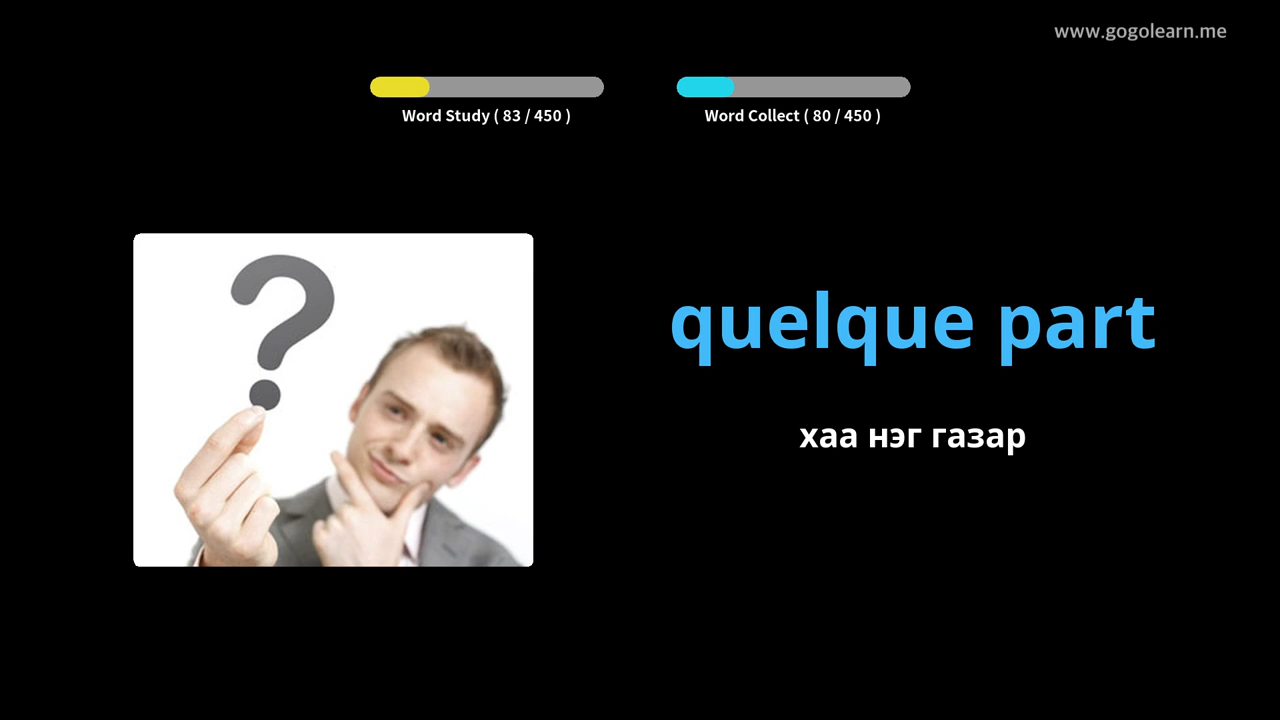 www.gogolearn.me
Word Study ( 83 / 450 )
Word Collect ( 80 / 450 )
?
quelque part
хаа нэг газар